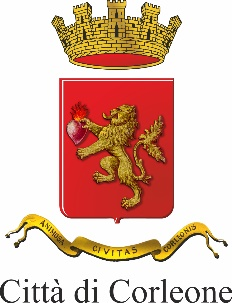 ANIMOSA CIVITAS CORLEONIS
Città di Corleone